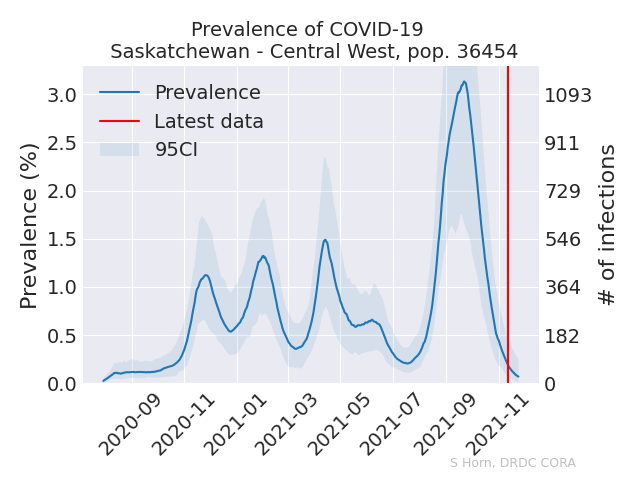 Prevalence of COVID-19
Saskatchewan - Central West, pop. 36454
Prevalence
Latest data
95CI
Prevalence (%)
3.0
2.5
2.0
1.5
1.0
0.5
0.0
1093
911
729
546
364
182
0
# of infections
2020-09
2020-11
2021-01
2021-03
2021-05
2021-07
2021-09
2021-11
S Horn, DRDC CORA